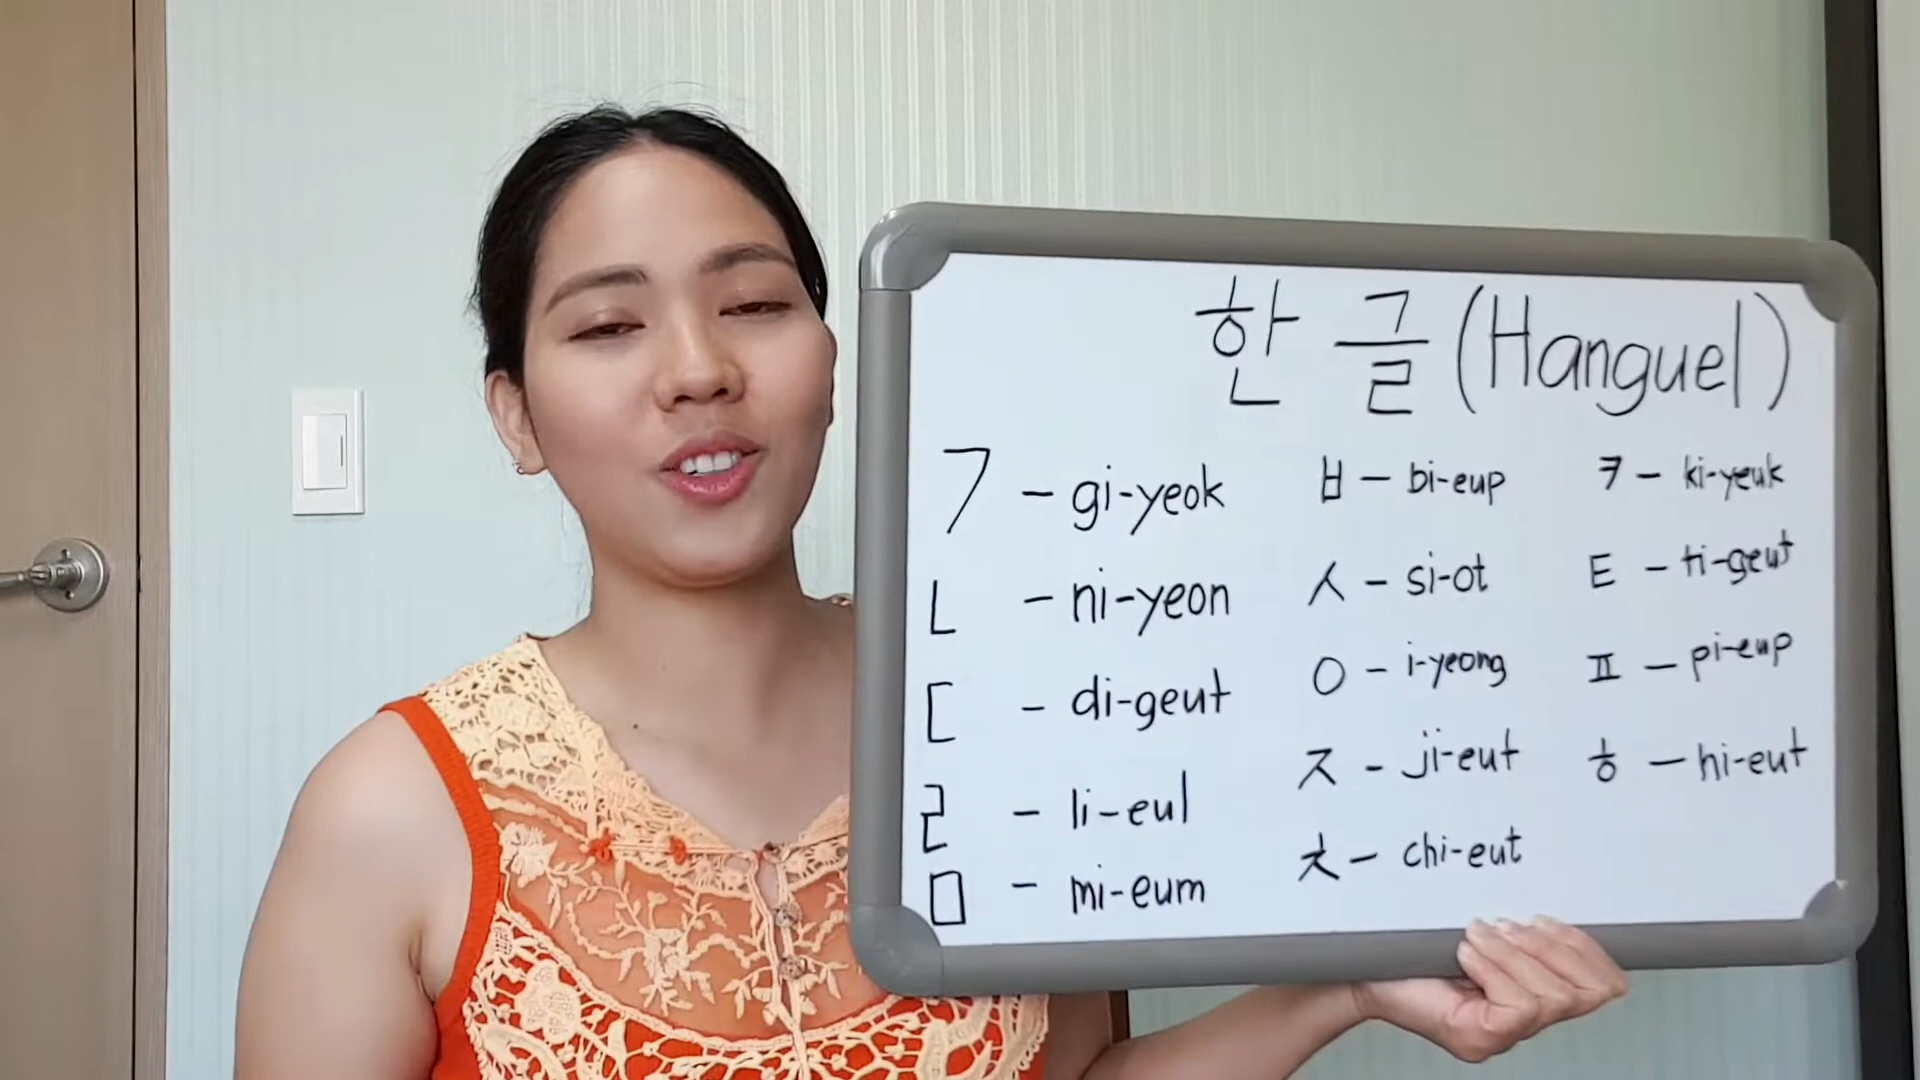 한글 (Hanguel)
ㄱ - gi-yeok
ㄴ - ni-yeon
ㄷ - di-geut
ㄹ - li-eul
ㅁ - mi-eum
ㅂ - bi-eup
ㅅ - si-ot
ㅇ - i-yeong
ㅈ - ji-eut
ㅊ - chi-eut
ㅋ - ki-yeuk
ㅌ - ti-geut
ㅍ - pi-eup
ㅎ - hi-eut